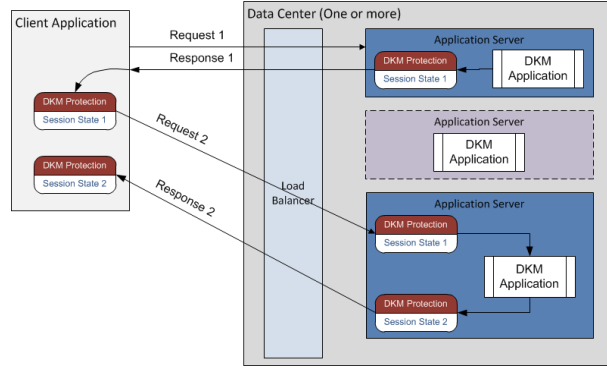 Client Application
DKM Protection
Session State 1
DKM Protection
Session State 2
Request 1
Response 1
Request 2
Response 2
Data Center (One or more)
Load
Balancer
Application Server
DKM Protection
Session State 1
DKM
Application
Application Server
DKM
Application
Application Server
DKM Protection
Session State 1
DKM
Application
DKM Protection
Session State 2